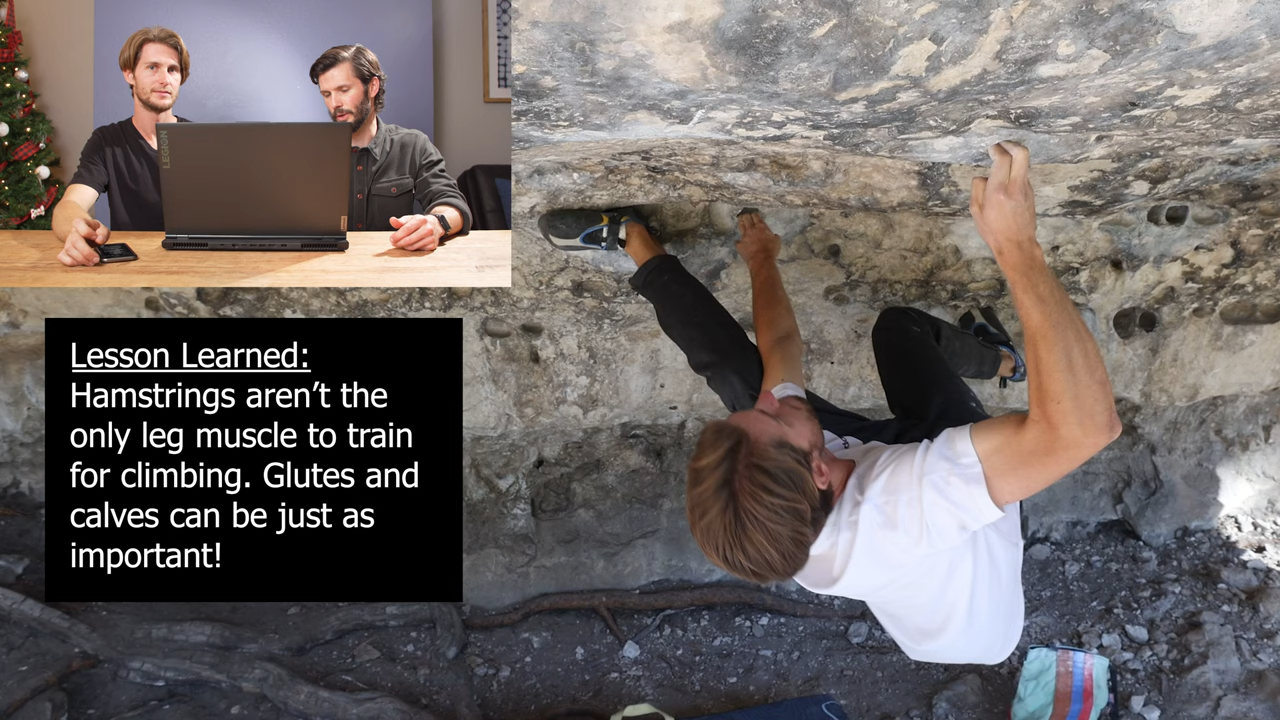 LEGION
Lesson Learned:
Hamstrings aren’t the
only leg muscle to train
for climbing. Glutes and
calves can be just as
important!